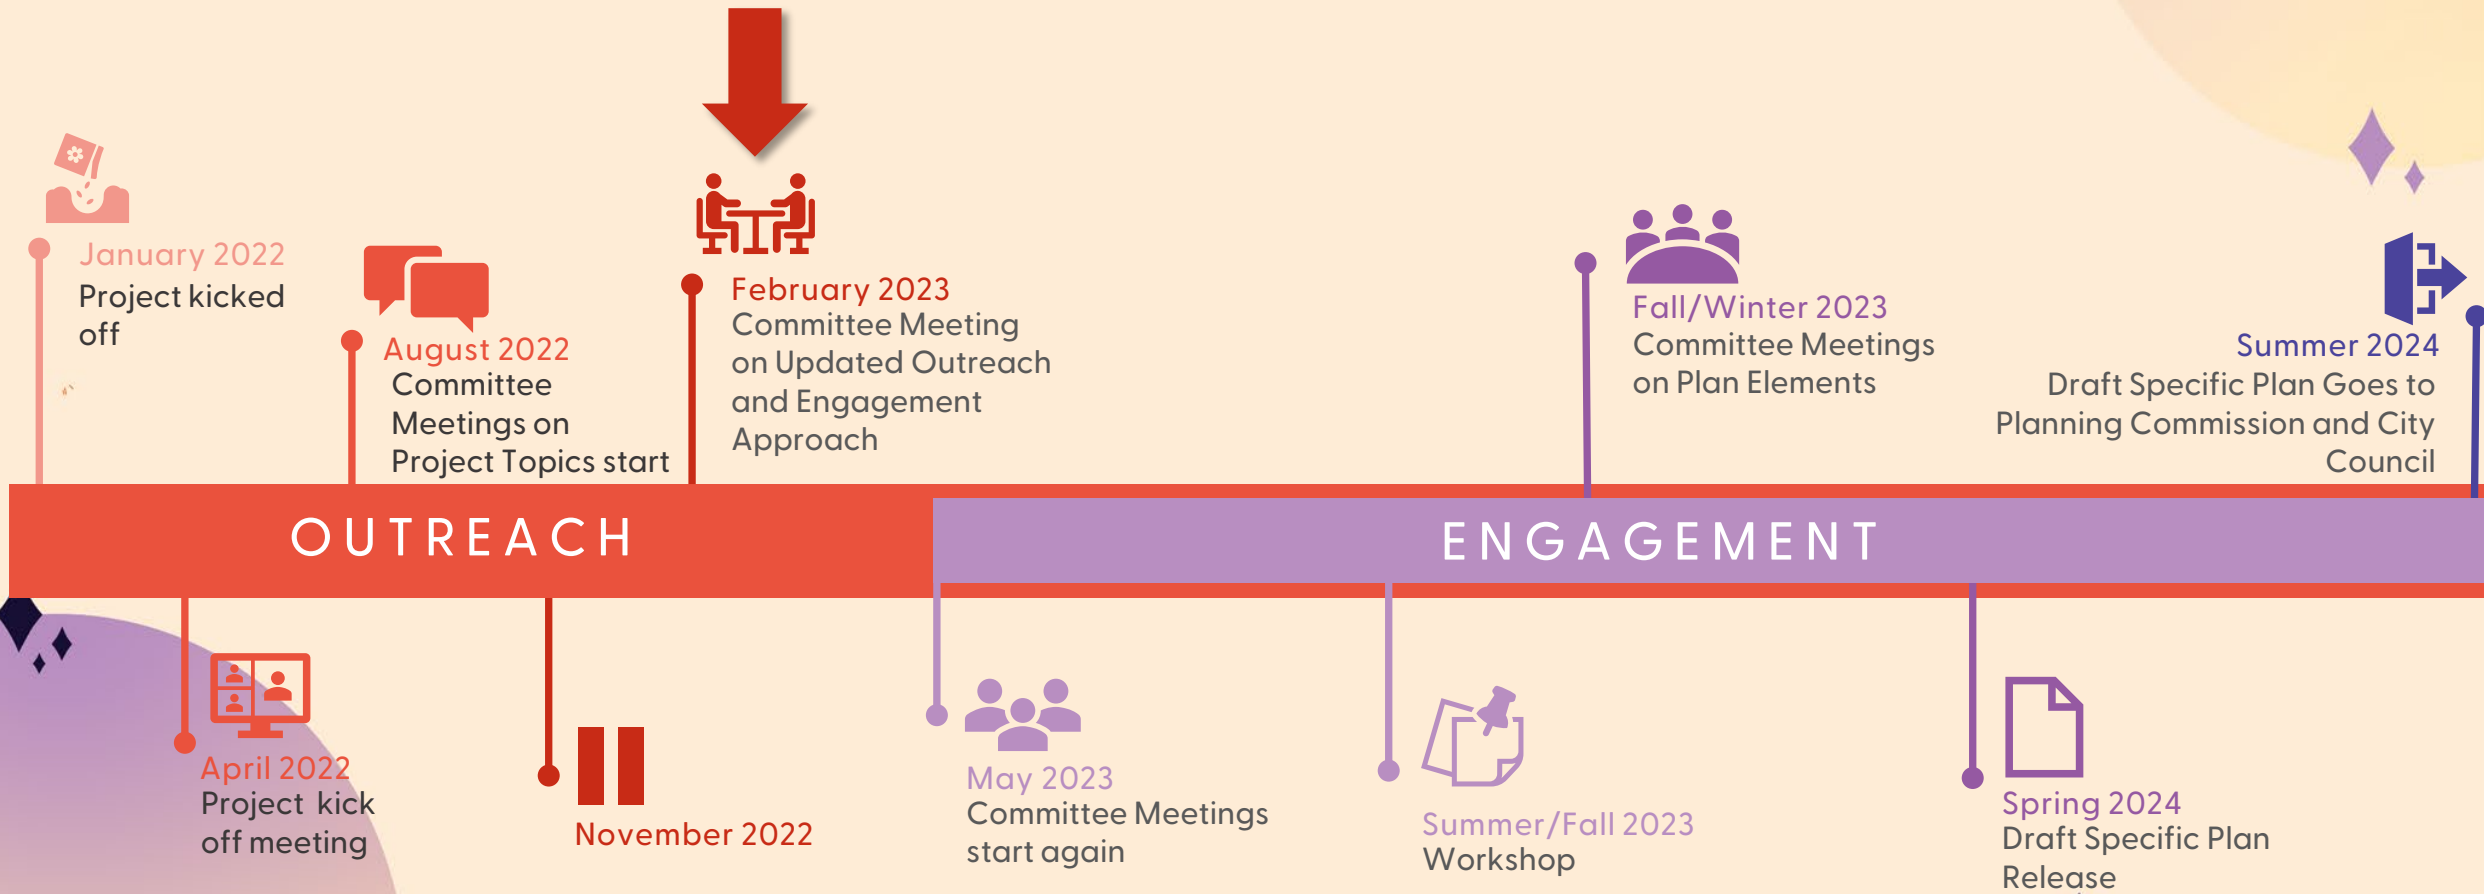 January 2022
Project kicked
off
August 2022
Committee
Meetings on
Project Topics start
February 2023
Committee Meeting
on Updated Outreach
and Engagement
Approach
Fall/Winter 2023
Committee Meetings
on Plan Elements
Summer 2024
Draft Specific Plan Goes to
Planning Commission and City
Council
OUTREACH
ENGAGEMENT
April 2022
Project kick
off meeting
November 2022
May 2023
Committee Meetings
start again
Summer/Fall 2023
Workshop
Spring 2024
Draft Specific Plan
Release